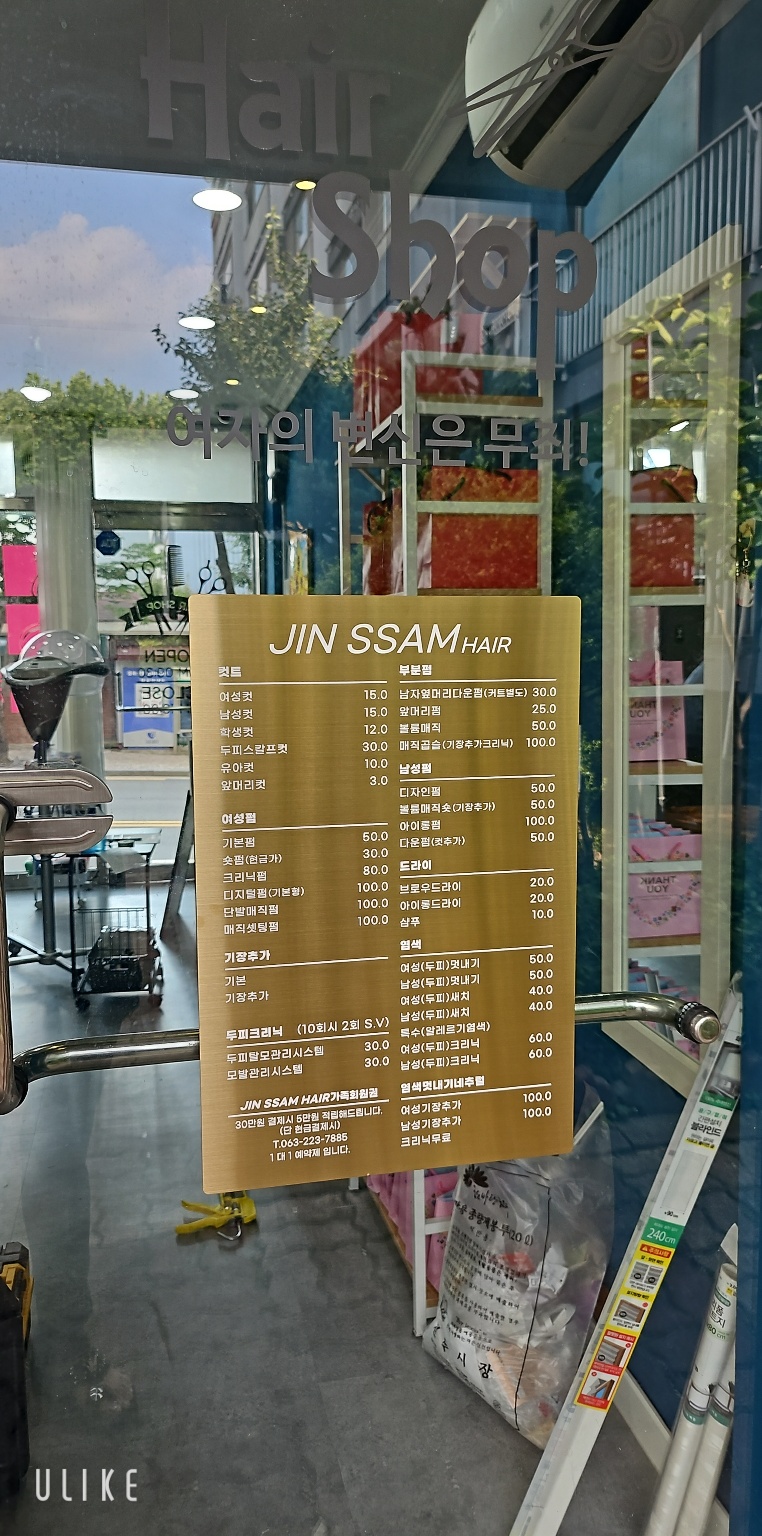 Hair
Shop
여자의 변신은 무죄!
JIN SSAM HAIR
컷트
여성컷 15.0
남성컷 15.0
학생컷 12.0
두피스칼프컷 30.0
유아컷 10.0
앞머리컷 3.0
여성펌
기본펌 50.0
숏펌(현금가) 30.0
크리닉펌 80.0
디지털펌(기본형) 100.0
단발매직펌 100.0
매직셋팅펌 100.0
기장추가
기본
기장추가
두피크리닉 (10회시 2회 S.V)
두피탈모관리시스템 30.0
모발관리시스템 30.0
JIN SSAM HAIR가족회원권
30만원 결제시 5만원 적립해드립니다.
(단 현금결제시)
T.063-223-7885
1 대 1 예약제 입니다.
부분펌
남자옆머리다운펌(커트별도) 30.0
앞머리펌 25.0
볼륨매직 50.0
매직곱슬(기장추가크리닉) 100.0
남성펌
디자인펌 50.0
볼륨매직숏(기장추가) 50.0
아이롱펌 100.0
다운펌(컷추가) 50.0
드라이
브로우드라이 20.0
아이롱드라이 20.0
샴푸 10.0
염색
여성(두피)멋내기 50.0
남성(두피)멋내기 50.0
여성(두피)새치 40.0
남성(두피)새치 40.0
특수(알레르기염색)
여성(두피)크리닉 60.0
남성(두피)크리닉 60.0
염색멋내기네추럴
여성기장추가 100.0
남성기장추가 100.0
크리닉무료
OPEN
CLOSE
THANK
YOU
간편설치
블라인드
240cm
ULIKE